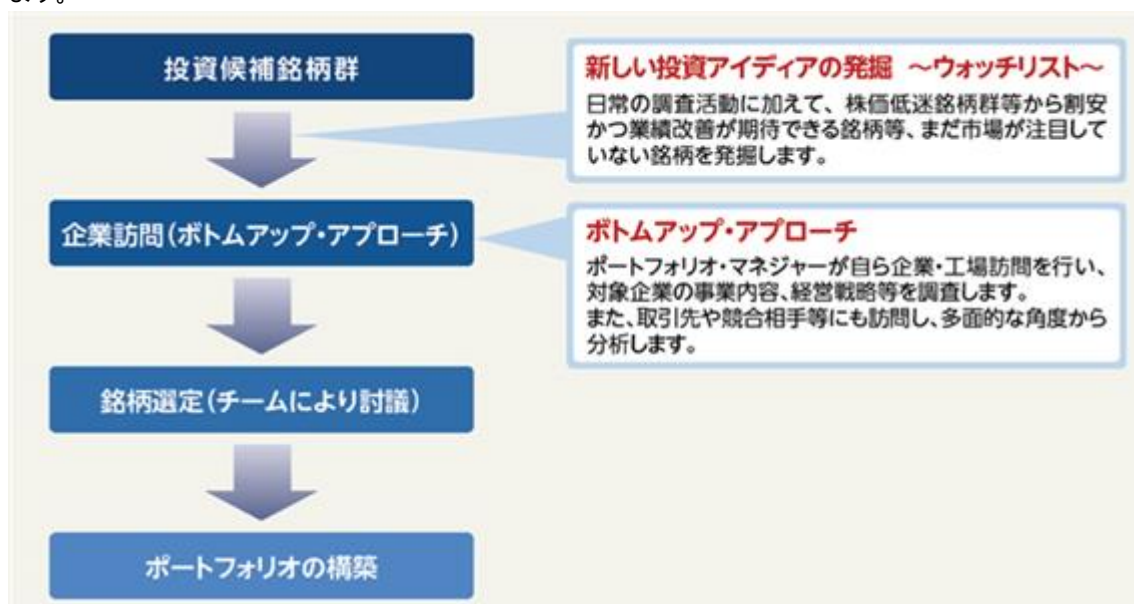 ます。
投資候補銘柄群
新しい投資アイディアの発掘 ~ウォッチリスト~
日常の調査活動に加えて、株価低迷銘柄群等から割安
かつ業績改善が期待できる銘柄等、まだ市場が注目して
いない銘柄を発掘します。
企業訪問(ボトムアップ・アプローチ)
ボトムアップ・アプローチ
ポートフォリオ・マネジャーが自ら企業・工場訪問を行い、
対象企業の事業内容、経営戦略等を調査します。
また、取引先や競合相手等にも訪問し、多面的な角度から
分析します。
銘柄選定(チームにより討議)
ポートフォリオの構築